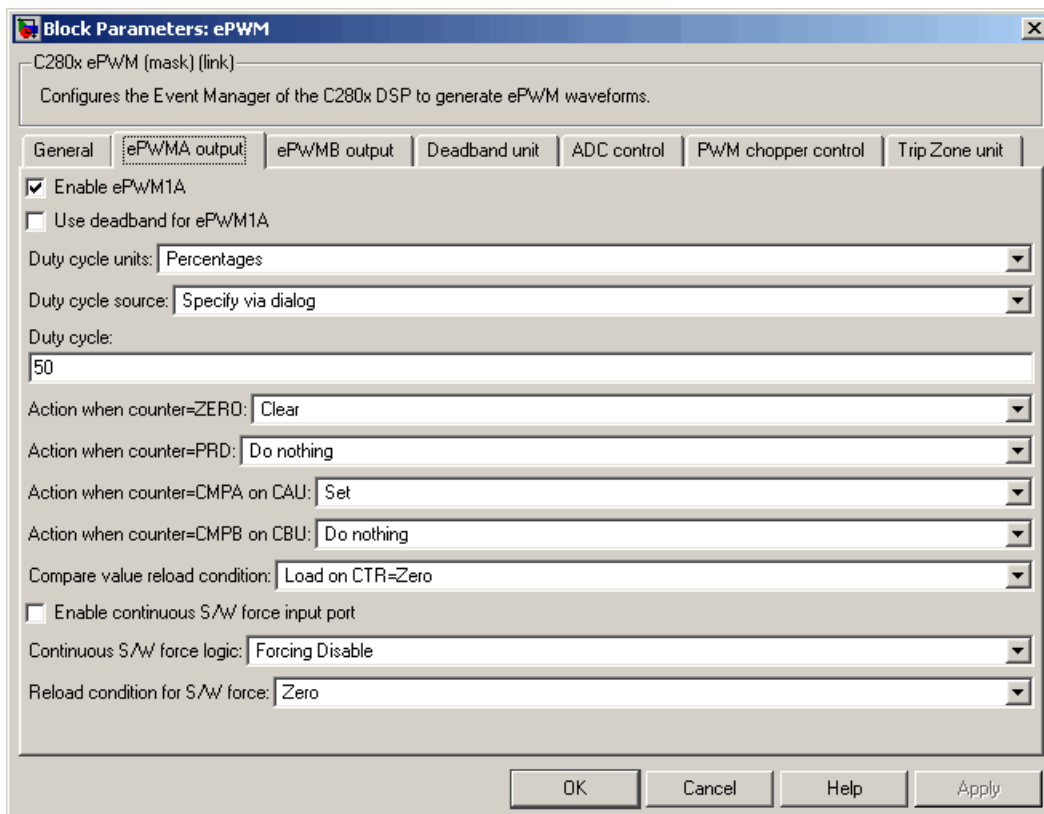 Block Parameters: ePWM
C280x ePWM (mask) (link)
Configures the Event Manager of the C280x DSP to generate ePWM waveforms.
General ePWMA output ePWMB output Deadband unit ADC control PWM chopper control Trip Zone unit
Enable ePWM1A
Use deadband for ePWM1A
Duty cycle units: Percentages
Duty cycle source: Specify via dialog
Duty cycle:
50
Action when counter=ZERO: Clear
Action when counter=PRD: Do nothing
Action when counter=CMPA on CAU: Set
Action when counter=CMPB on CBU: Do nothing
Compare value reload condition: Load on CTR=Zero
Enable continuous S/W force input port
Continuous S/W force logic: Forcing Disable
Reload condition for S/W force: Zero
OK Cancel Help Apply